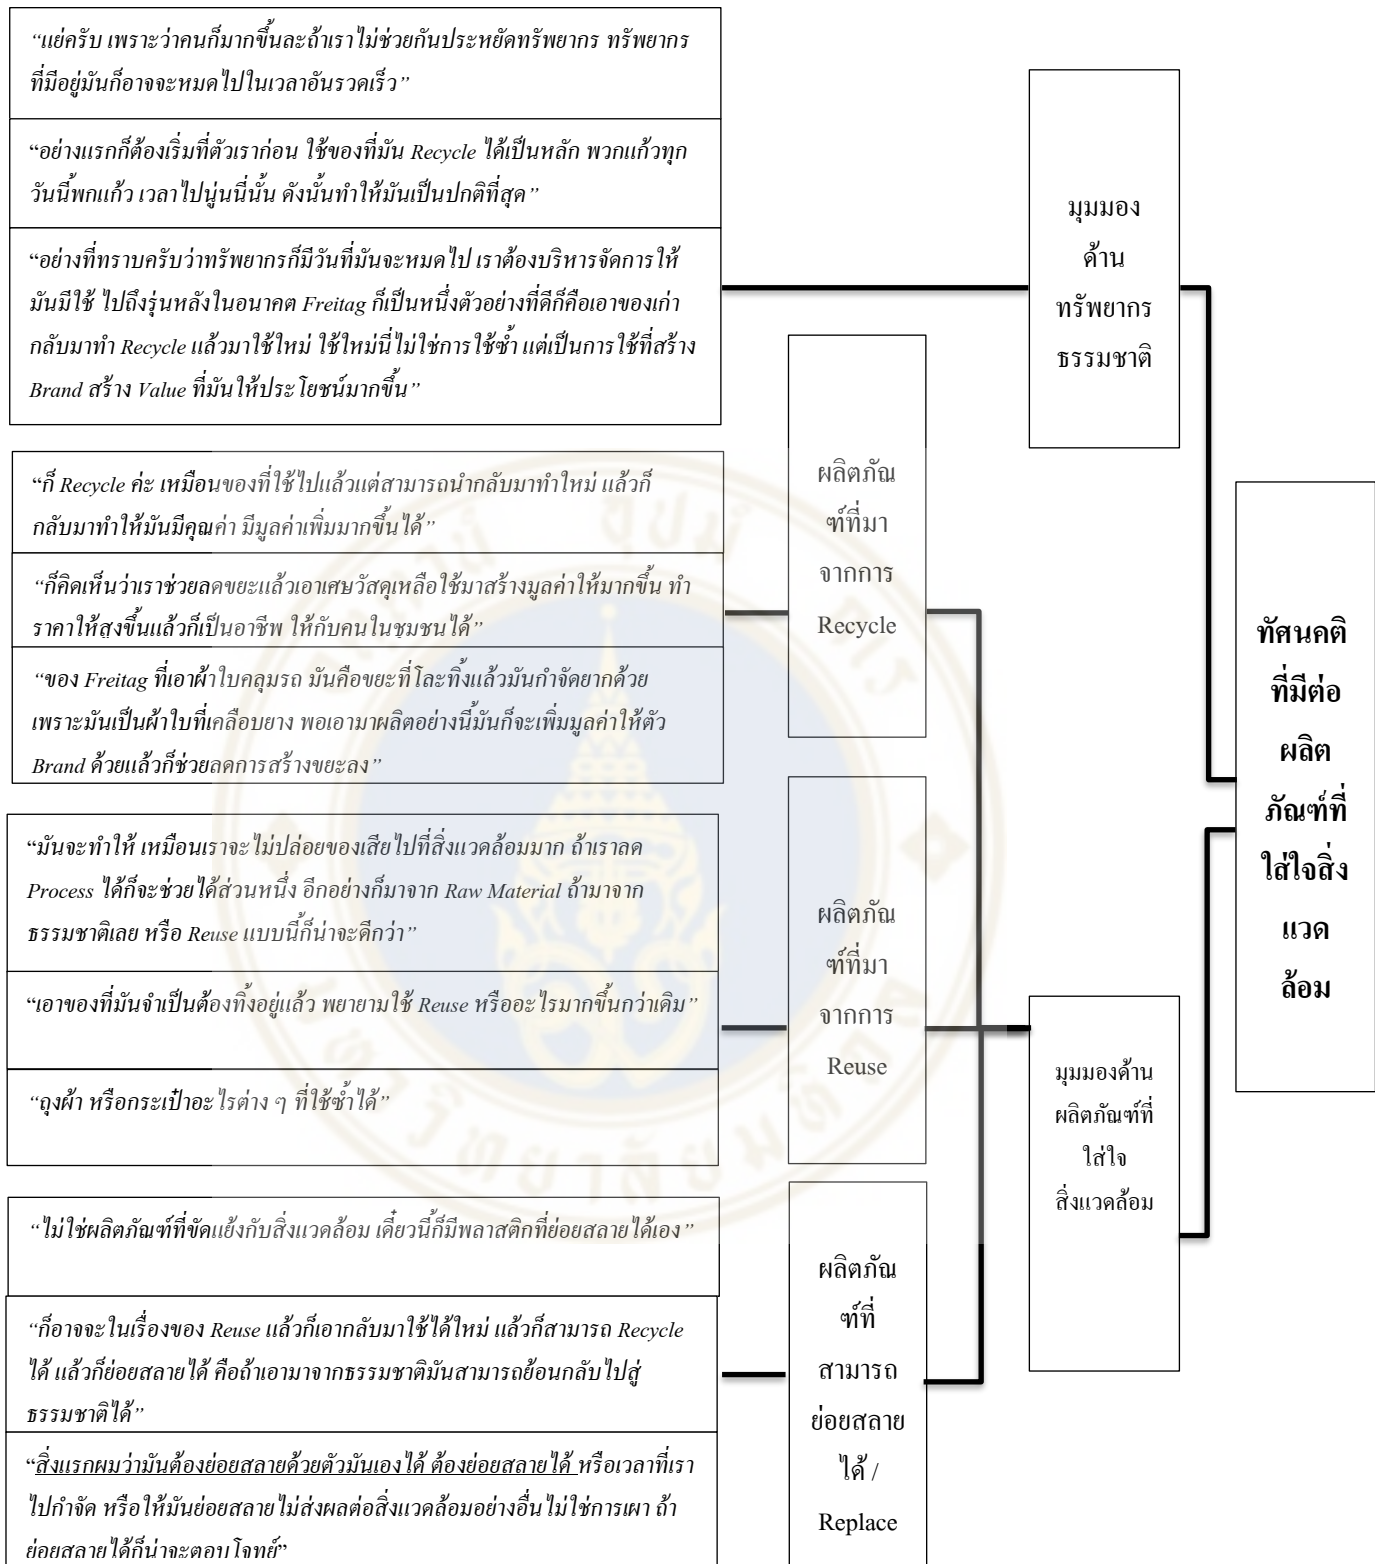 “แย่ครับ เพราะว่าคนก็มากขึ้นละถ้าเราไม่ช่วยกันประหยัดทรัพยากร ทรัพยากร
ที่มีอยู่มันก็อาจจะหมดไปในเวลาอันรวดเร็ว”
“อย่างแรกก็ต้องเริ่มที่ตัวเราก่อน ใช้ของที่มัน Recycle ได้เป็นหลัก พวกแก้วทุก
วันนี้พกแก้ว เวลาไปนู่นนี่นั้น ดังนั้นทำให้มันเป็นปกติที่สุด”
“อย่างที่ทราบครับว่าทรัพยากรก็มีวันที่มันจะหมดไป เราต้องบริหารจัดการให้
มันมีใช้ ไปถึงรุ่นหลังในอนาคต Freitag ก็เป็นหนึ่งตัวอย่างที่ดีก็คือเอาของเก่า
กลับมาทำ Recycle แล้วมาใช้ใหม่ ใช้ใหม่นี่ไม่ใช่การใช้ซ้ำ แต่เป็นการใช้ที่สร้าง
Brand สร้าง Value ที่มันให้ประโยชน์มากขึ้น”
มุมมอง
ด้าน
ทรัพยากร
ธรรมชาติ
“ก็ Recycle ค่ะ เหมือนของที่ใช้ไปแล้วแต่สามารถนำกลับมาทำใหม่ แล้วก็
กลับมาทำให้มันมีคุณค่า มีมูลค่าเพิ่มมากขึ้นได้”
“ก็คิดเห็นว่าเราช่วยลดขยะแล้วเอาเศษวัสดุเหลือใช้มาสร้างมูลค่าให้มากขึ้น ทำ
ราคาให้สูงขึ้นแล้วก็เป็นอาชีพ ให้กับคนในชุมชนได้”
“ของ Freitag ที่เอาผ้าใบคลุมรถ มันคือขยะที่โละทิ้งแล้วมันกำจัดยากด้วย
เพราะมันเป็นผ้าใบที่เคลือบยาง พอเอามาผลิตอย่างนี้มันก็จะเพิ่มมูลค่าให้ตัว
Brand ด้วยแล้วก็ช่วยลดการสร้างขยะลง”
ผลิตภัณ
ฑ์ที่มา
จากการ
Recycle
ทัศนคติ
ที่มีต่อ
ผลิต
ภัณฑ์ที่
ใส่ใจสิ่ง
แวด
ล้อม
“มันจะทำให้ เหมือนเราจะไม่ปล่อยของเสียไปที่สิ่งแวดล้อมมาก ถ้าเราลด
Process ได้ก็จะช่วยได้ส่วนหนึ่ง อีกอย่างก็มาจาก Raw Material ถ้ามาจาก
ธรรมชาติเลย หรือ Reuse แบบนี้ก็น่าจะดีกว่า”
“เอาของที่มันจำเป็นต้องทิ้งอยู่แล้ว พยายามใช้ Reuse หรืออะไรมากขึ้นกว่าเดิม”
“ถุงผ้า หรือกระเป๋าอะไรต่าง ๆ ที่ใช้ซ้ำได้”
ผลิตภัณ
ฑ์ที่มา
จากการ
Reuse
มุมมองด้าน
ผลิตภัณฑ์ที่
ใส่ใจ
สิ่งแวดล้อม
“ไม่ใช่ผลิตภัณฑ์ที่ขัดแย้งกับสิ่งแวดล้อม เดี๋ยวนี้ก็มีพลาสติกที่ย่อยสลายได้เอง”
“ก็อาจจะในเรื่องของ Reuse แล้วก็เอากลับมาใช้ได้ใหม่ แล้วก็สามารถ Recycle
ได้ แล้วก็ย่อยสลายได้ คือถ้าเอามาจากธรรมชาติมันสามารถย้อนกลับไปสู่
ธรรมชาติได้”
“สิ่งแรกผมว่ามันต้องย่อยสลายด้วยตัวมันเองได้ ต้องย่อยสลายได้ หรือเวลาที่เรา
ไปกำจัด หรือให้มันย่อยสลายไม่ส่งผลต่อสิ่งแวดล้อมอย่างอื่น ไม่ใช่การเผา ถ้า
ย่อยสลายได้ก็น่าจะตอบโจทย์”
ผลิตภัณ
ฑ์ที่
สามารถ
ย่อยสลาย
ได้ /
Replace